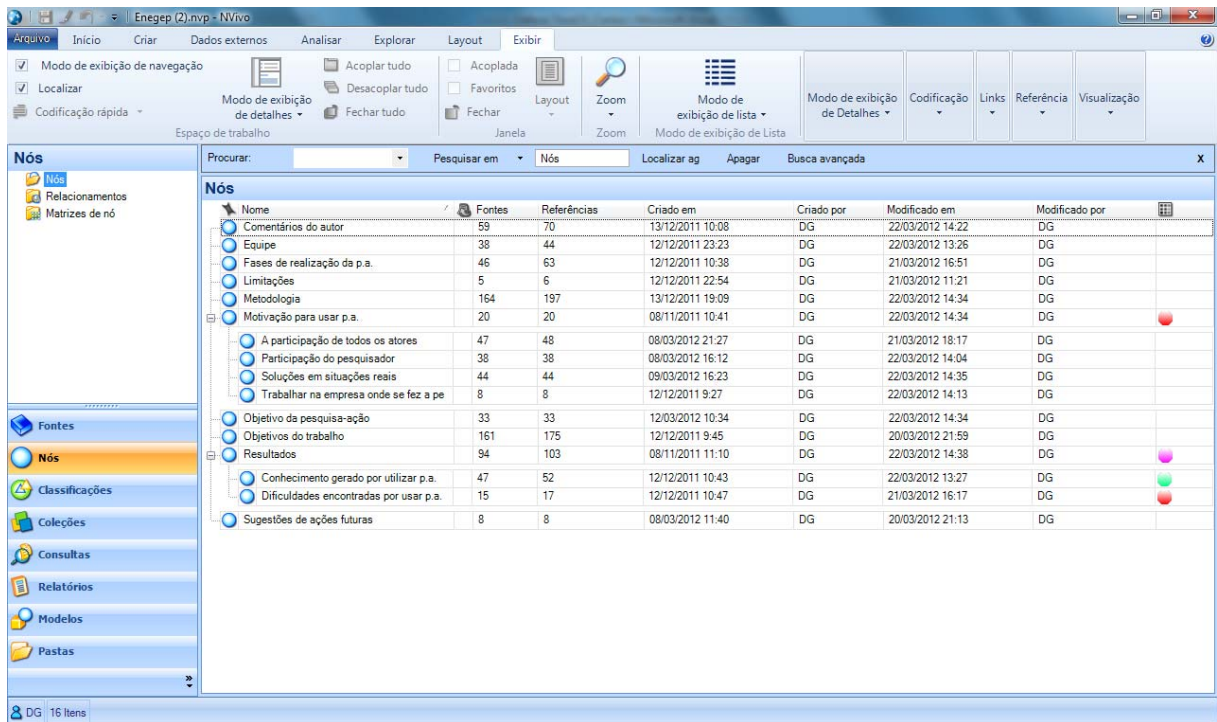 Enegep (2).nvp - NVivo
Arquivo Início Criar Dados externos Analisar Explorar Layout Exibir
Modo de exibição de navegação
Localizar
Codificação rápida
Modo de exibição de detalhes
Acoplar tudo
Desacoplar tudo
Fechar tudo
Espaço de trabalho
Acoplada
Favoritos
Fechar
Layout
Janela
Zoom
Zoom
Modo de exibição de lista
Modo de exibição de Lista
Modo de exibição de Detalhes
Codificação
Links
Referência
Visualização
Nós
Nós
Relacionamentos
Matrizes de nó
Procurar: Pesquisar em Nós Localizar ag Apagar Busca avançada X
Nós
Nome Fontes Referências Criado em Criado por Modificado em Modificado por
Comentários do autor 59 70 13/12/2011 10:08 DG 22/03/2012 14:22 DG
Equipe 38 44 12/12/2011 23:23 DG 22/03/2012 13:26 DG
Fases de realização da p.a. 46 63 12/12/2011 10:38 DG 21/03/2012 16:51 DG
Limitações 5 6 12/12/2011 22:54 DG 21/03/2012 11:21 DG
Metodologia 164 197 13/12/2011 19:09 DG 22/03/2012 14:34 DG
Motivação para usar p.a. 20 20 08/11/2011 10:41 DG 22/03/2012 14:34 DG
A participação de todos os atores 47 48 08/03/2012 21:27 DG 21/03/2012 18:17 DG
Participação do pesquisador 38 38 08/03/2012 16:12 DG 22/03/2012 14:04 DG
Soluções em situações reais 44 44 09/03/2012 16:23 DG 22/03/2012 14:35 DG
Trabalhar na empresa onde se fez a pe 8 8 12/12/2011 9:27 DG 22/03/2012 14:13 DG
Objetivo da pesquisa-ação 33 33 12/03/2012 10:34 DG 22/03/2012 14:34 DG
Objetivos do trabalho 161 175 12/12/2011 9:45 DG 20/03/2012 21:59 DG
Resultados 94 103 08/11/2011 11:10 DG 22/03/2012 14:38 DG
Conhecimento gerado por utilizar p.a. 47 52 12/12/2011 10:43 DG 22/03/2012 13:27 DG
Dificuldades encontradas por usar p.a. 15 17 12/12/2011 10:47 DG 21/03/2012 16:17 DG
Sugestões de ações futuras 8 8 08/03/2012 11:40 DG 20/03/2012 21:13 DG
Fontes
Nós
Classificações
Coleções
Consultas
Relatórios
Modelos
Pastas
DG 16 Itens